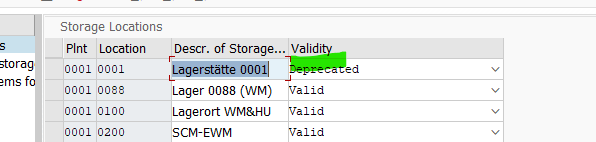 Storage Locations
s
storag
ems fo
Plnt Location Descr. of Storage... Validity
0001 0001 Lagerstätte 0001 Deprecated
0001 0088 Lager 0088 (WM) Valid
0001 0100 Lagerort WM&HU Valid
0001 0200 SCM-EWM Valid